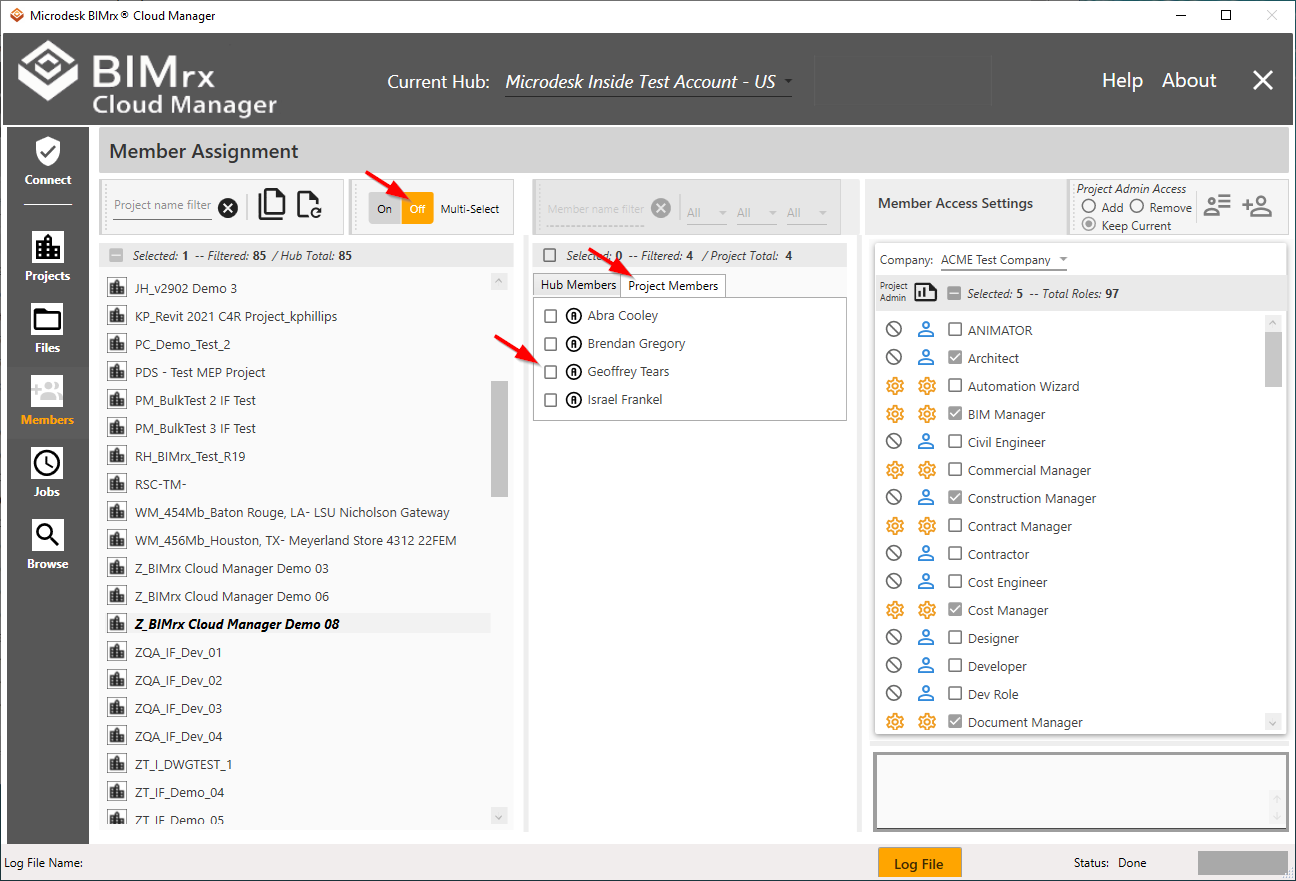 Microdesk BIMrx® Cloud Manager
BIMrx
Cloud Manager
Current Hub: Microdesk Inside Test Account - US
Help About
Connect
Projects
Files
Members
Jobs
Browse
Member Assignment
Project name filter
On Off Multi-Select
Selected: 1 -- Filtered: 85 / Hub Total: 85
JH_v2902 Demo 3
KP_Revit 2021 C4R Project_kphillips
PC_Demo_Test_2
PDS - Test MEP Project
PM_BulkTest 2 IF Test
PM_BulkTest 3 IF Test
RH_BIMrx_Test_R19
RSC-TM-
WM_454Mb_Baton Rouge, LA- LSU Nicholson Gateway
WM_456Mb_Houston, TX- Meyerland Store 4312 22FEM
Z_BIMrx Cloud Manager Demo 03
Z_BIMrx Cloud Manager Demo 06
Z_BIMrx Cloud Manager Demo 08
ZQA_IF_Dev_01
ZQA_IF_Dev_02
ZQA_IF_Dev_03
ZQA_IF_Dev_04
ZT_I_DWGTEST_1
ZT_IF_Demo_04
ZT_IF_Demo_05
Member name filter
All All All
Selected: 0 -- Filtered: 4 / Project Total: 4
Hub Members Project Members
A Abra Cooley
A Brendan Gregory
A Geoffrey Tears
A Israel Frankel
Member Access Settings
Project Admin Access
Add Remove
Keep Current
Company: ACME Test Company
Project
Admin
Selected: 5 -- Total Roles: 97
ANIMATOR
Architect
Automation Wizard
BIM Manager
Civil Engineer
Commercial Manager
Construction Manager
Contract Manager
Contractor
Cost Engineer
Cost Manager
Designer
Developer
Dev Role
Document Manager
Log File Name:
Log File
Status: Done